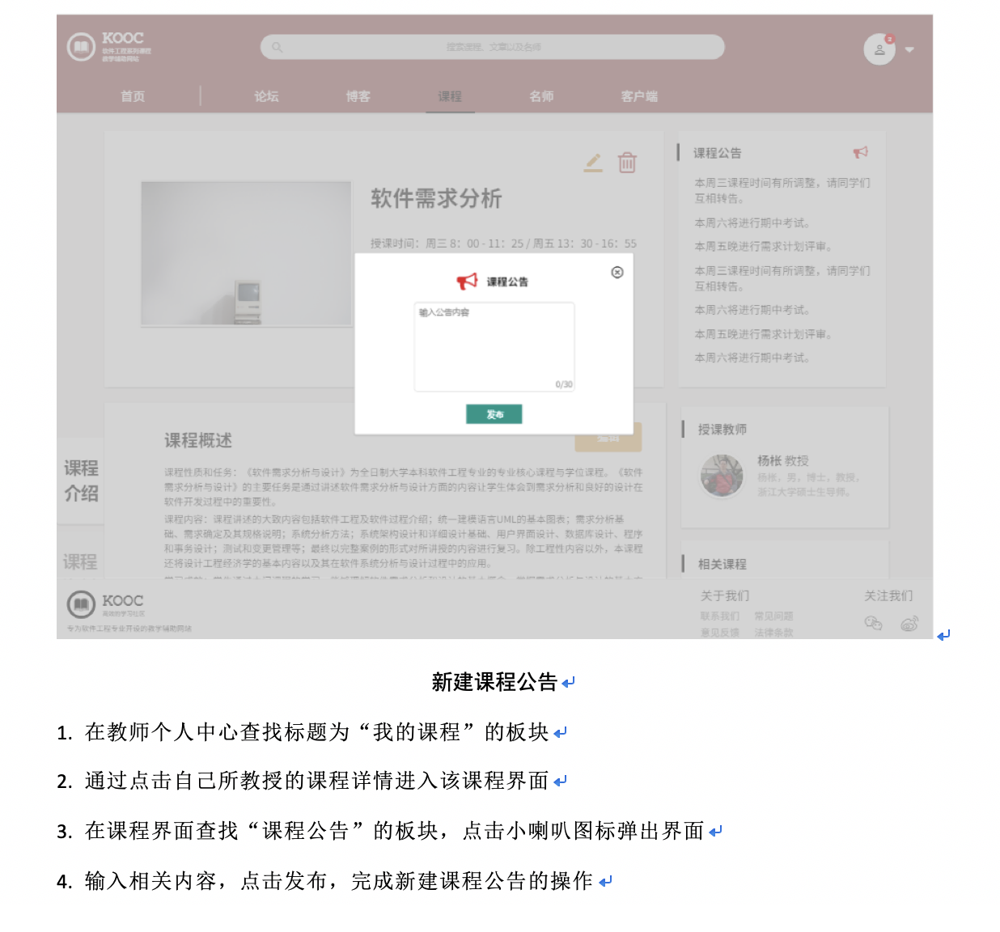 KOOC
软件工程系列课程
教学辅助网站
搜索课程、文章以及名师
首页
论坛
博客
课程
名师
客户端
软件需求分析
授课时间：周三 8：00 - 11：25 / 周五 13：30 - 16：55
课程公告
本周三课程时间有所调整，请同学们
互相转告。
本周六将进行期中考试。
本周五晚进行需求计划评审。
本周三课程时间有所调整，请同学们
互相转告。
本周六将进行期中考试。
本周五晚进行需求计划评审。
本周六将进行期中考试。
课程公告
输入公告内容
0/30
发布
课程
介绍
课程
课程概述
课程性质和任务：《软件需求分析与设计》为全日制大学本科软件工程专业的专业核心课程与学位课程。《软件
需求分析与设计》的主要任务是通过讲述软件需求分析与设计方面的内容让学生体会到需求分析和良好的设计在
软件开发过程中的重要性。
课程内容：课程讲述的大致内容包括软件工程及软件过程介绍；统一建模语言UML的基本图表；需求分析基
础、需求确定及其规格说明；系统分析方法；系统架构设计和详细设计基础、用户界面设计、数据库设计、程序
和事务设计；测试和变更管理等；最终以完整案例的形式对所讲授的内容进行复习。除工程性内容以外，本课程
还将设计工程经济学的基本内容以及其在软件系统分析与设计过程中的应用。
授课教师
杨枨 教授
杨枨，男，博士，教授，
浙江大学硕士生导师。
相关课程
KOOC
高端的学习社区
专为软件工程专业开设的教学辅助网站
关于我们
联系我们 常见问题
意见反馈 法律条款
关注我们
新建课程公告
1. 在教师个人中心查找标题为“我的课程”的板块
2. 通过点击自己所教授的课程详情进入该课程界面
3. 在课程界面查找“课程公告”的板块，点击小喇叭图标弹出界面
4. 输入相关内容，点击发布，完成新建课程公告的操作